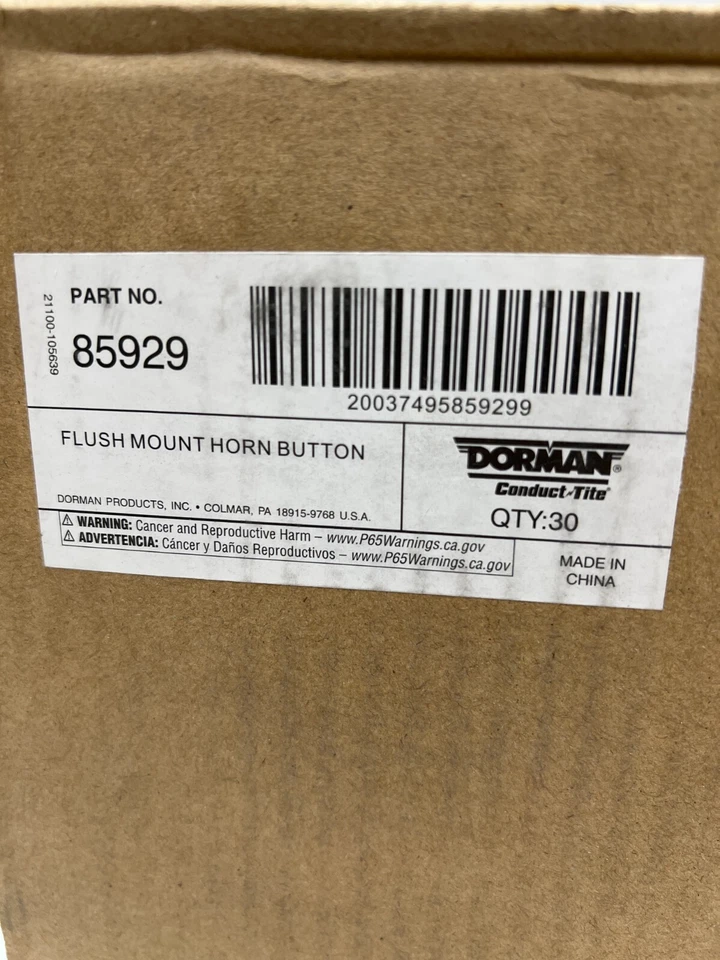 21100-105639
PART NO.
85929
20037495859299
FLUSH MOUNT HORN BUTTON
DORMAN®
Conduct-Tite®
QTY:30
DORMAN PRODUCTS, INC. • COLMAR, PA 18915-9768 U.S.A.
⚠ WARNING: Cancer and Reproductive Harm – www.P65Warnings.ca.gov
⚠ ADVERTENCIA: Cáncer y Daños Reproductivos – www.P65Warnings.ca.gov
MADE IN
CHINA